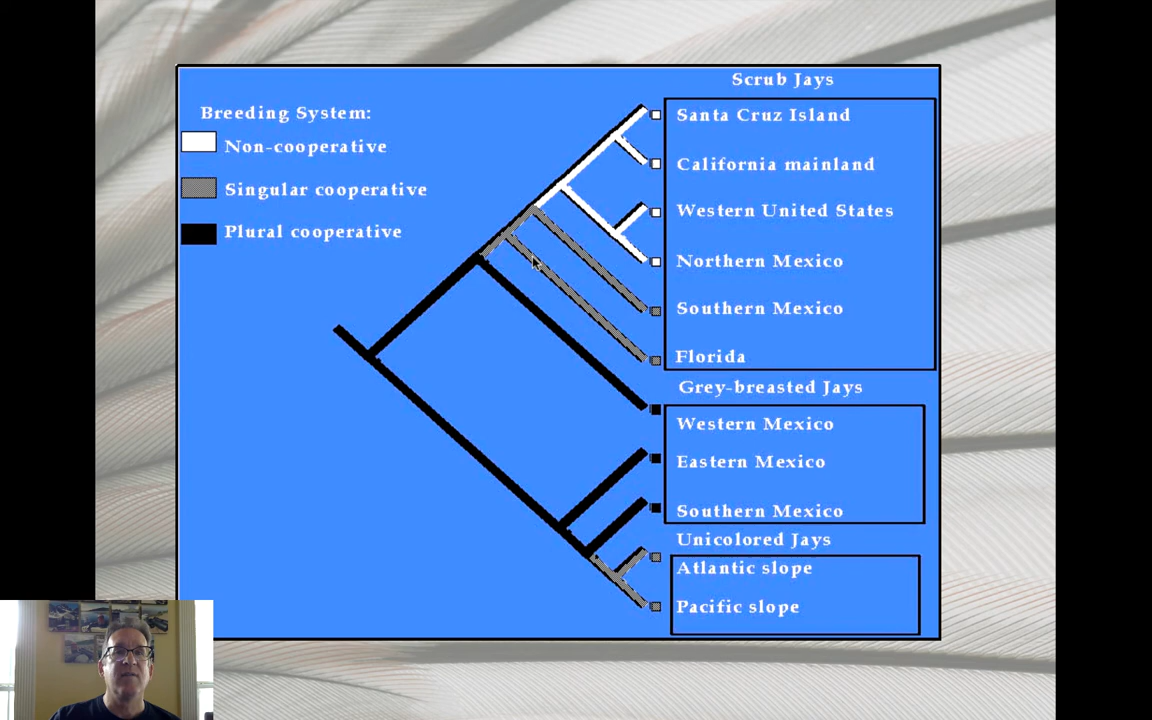 Scrub Jays
Breeding System:
Non-cooperative
Singular cooperative
Plural cooperative
Santa Cruz Island
California mainland
Western United States
Northern Mexico
Southern Mexico
Florida
Grey-breasted Jays
Western Mexico
Eastern Mexico
Southern Mexico
Unicolored Jays
Atlantic slope
Pacific slope